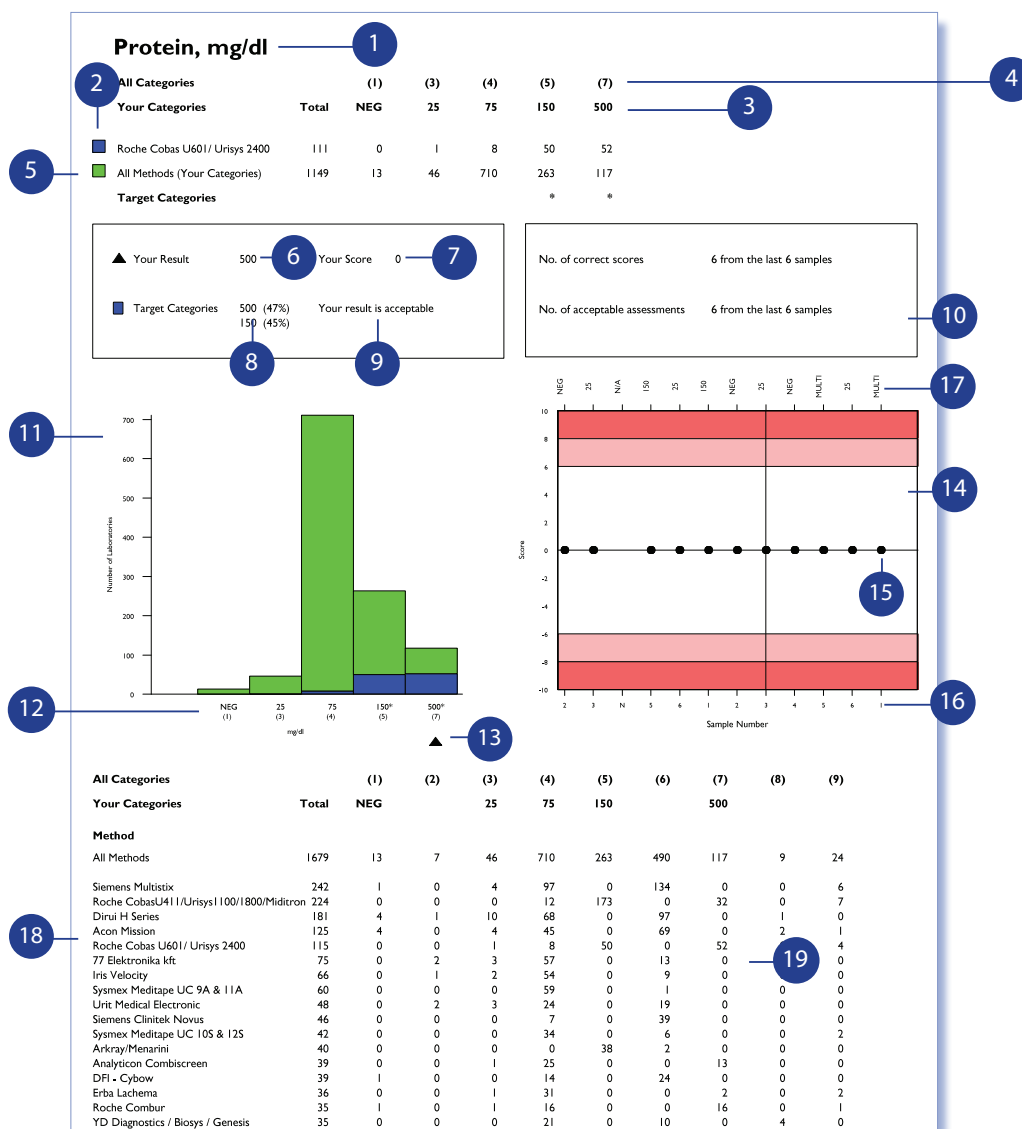 Protein, mg/dl 1
2 All Categories (1) (3) (4) (5) (7) 4
Your Categories Total NEG 25 75 150 500 3
Roche Cobas U601/ Urisys 2400 111 0 1 8 50 52
5 All Methods (Your Categories) 1149 13 46 710 263 117
Target Categories * *
Your Result 500 6 Your Score 0 7
Target Categories 500 (47%) Your result is acceptable
150 (45%)
8 9
No. of correct scores 6 from the last 6 samples
No. of acceptable assessments 6 from the last 6 samples
10
11
700
600
500
400
300
200
100
0
Number of Laboratories
12 NEG 25 75 150* 500*
(1) (3) (4) (5) (7)
mg/dl
13
NEG 25 N/A 150 25 150 NEG 25 NEG MULTI 25 MULTI 17
10
8
6
4
2
0
-2
-4
-6
-8
-10
Score
14
15
2 3 N 5 6 1 2 3 4 5 6 1 16
Sample Number
All Categories (1) (2) (3) (4) (5) (6) (7) (8) (9)
Your Categories Total NEG 25 75 150 500
Method
All Methods 1679 13 7 46 710 263 490 117 9 24
Siemens Multistix 242 1 0 4 97 0 134 0 0 6
Roche CobasU411/Urisys1100/1800/Miditron 224 0 0 0 12 173 0 32 0 7
Dirui H Series 181 4 1 10 68 0 97 0 1 0
18 Acon Mission 125 4 0 4 45 0 69 0 2 1
Roche Cobas U601/ Urisys 2400 115 0 0 1 8 50 0 52 4
77 Elektronika kft 75 0 2 3 57 0 13 0 19 0
Iris Velocity 66 0 1 2 54 0 9 0 0
Sysmex Meditape UC 9A & 11A 60 0 0 0 59 0 1 0 0 0
Urit Medical Electronic 48 0 2 3 24 0 19 0 0 0
Siemens Clinitek Novus 46 0 0 0 7 0 39 0 0 0
Sysmex Meditape UC 10S & 12S 42 0 0 0 34 0 6 0 0 2
Arkray/Menarini 40 0 0 0 0 38 2 0 0 0
Analyticon Combiscreen 39 0 0 1 25 0 0 13 0 0
DFI - Cybow 39 1 0 0 14 0 24 0 0 0
Erba Lachema 36 0 0 1 31 0 0 2 0 2
Roche Combur 35 1 0 1 16 0 0 16 0 1
YD Diagnostics / Biosys / Genesis 35 0 0 0 21 0 10 0 4 0